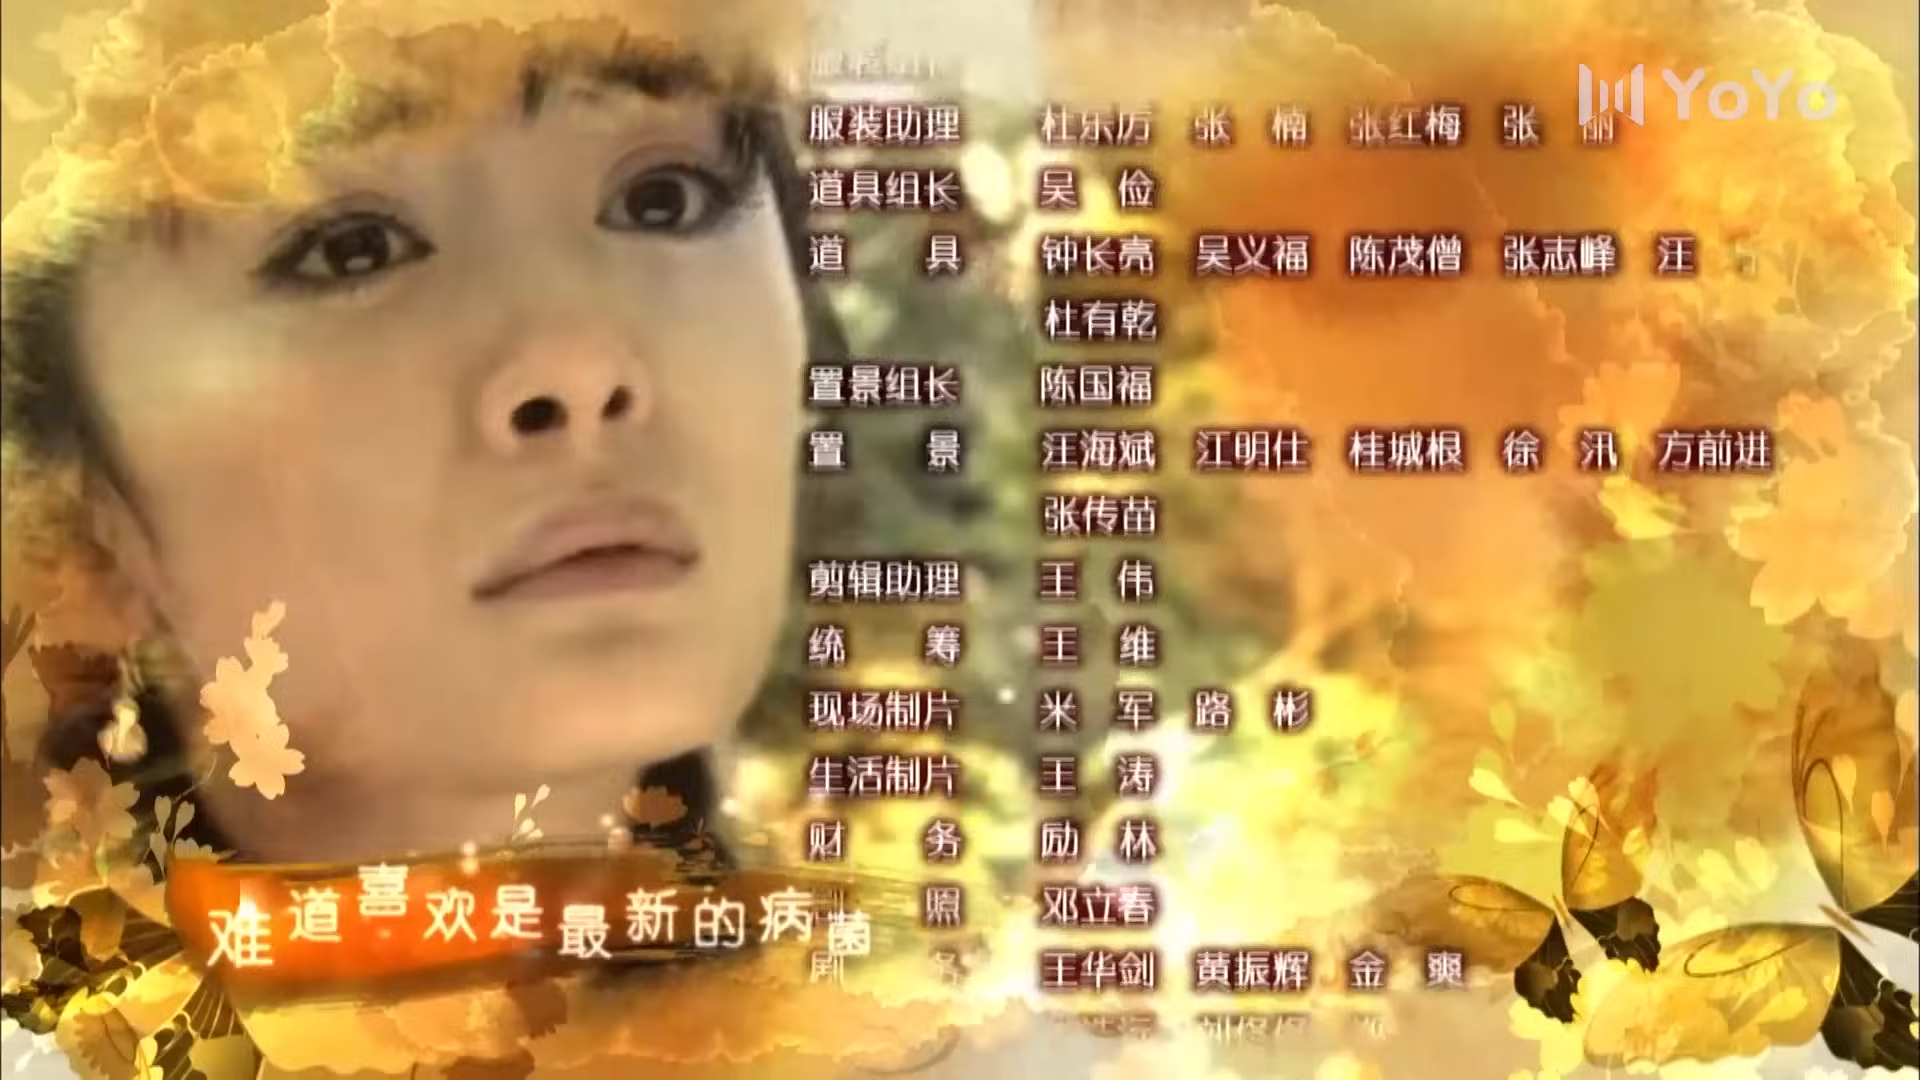 YoYo
服装助理 杜乐厉 张楠 张红梅 张丽
道具组长 吴俭
道具 钟长亮 吴义福 陈茂僧 张志峰 汪
杜有乾
置景组长 陈国福
置景 汪海斌 江明仕 桂城根 徐汛 方前进
张传苗
剪辑助理 王伟
统筹 王维
现场制片 米军 路彬
生活制片 王涛
财务 励林
照 邓立春
剧务 王华剑 黄振辉 金爽
难道喜欢是最新的病菌